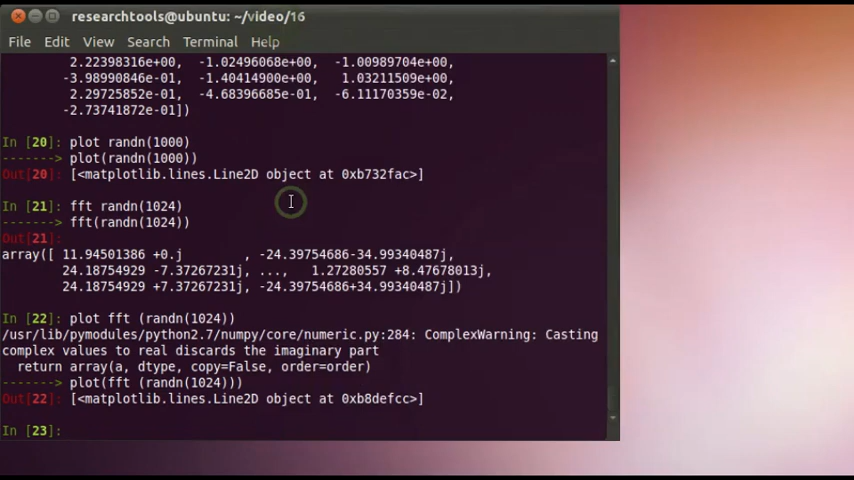 researchtools@ubuntu: ~/video/16
File Edit View Search Terminal Help
2.22398316e+00, -1.02496068e+00, -1.00989704e+00,
-3.98990846e-01, -1.40414900e+00, 1.03211509e+00,
2.29725852e-01, -4.68396685e-01, -6.11170359e-02,
-2.73741872e-01])
In [20]: plot randn(1000)
-------> plot(randn(1000))
Out[20]: [<matplotlib.lines.Line2D object at 0xb732fac>]
In [21]: fft randn(1024)
-------> fft(randn(1024))
Out[21]:
array([ 11.94501386 +0.j , -24.39754686-34.99340487j,
24.18754929 -7.37267231j, ..., 1.27280557 +8.47678013j,
24.18754929 +7.37267231j, -24.39754686+34.99340487j])
In [22]: plot fft (randn(1024))
/usr/lib/pymodules/python2.7/numpy/core/numeric.py:284: ComplexWarning: Casting
complex values to real discards the imaginary part
return array(a, dtype, copy=False, order=order)
-------> plot(fft (randn(1024)))
Out[22]: [<matplotlib.lines.Line2D object at 0xb8defcc>]
In [23]: